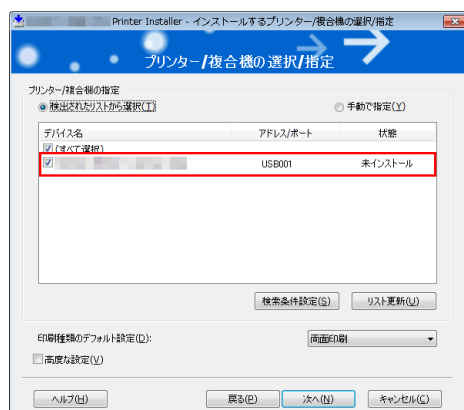 Printer Installer - インストールするプリンター/複合機の選択/指定
プリンター/複合機の選択/指定
プリンター/複合機の指定
検出されたリストから選択(T)
手動で指定(Y)
デバイス名 アドレス/ポート 状態
(すべて選択)
USB001 未インストール
検索条件設定(S) リスト更新(U)
印刷種類のデフォルト設定(D): 両面印刷
高度な設定(V)
ヘルプ(H) 戻る(P) 次へ(N) キャンセル(C)